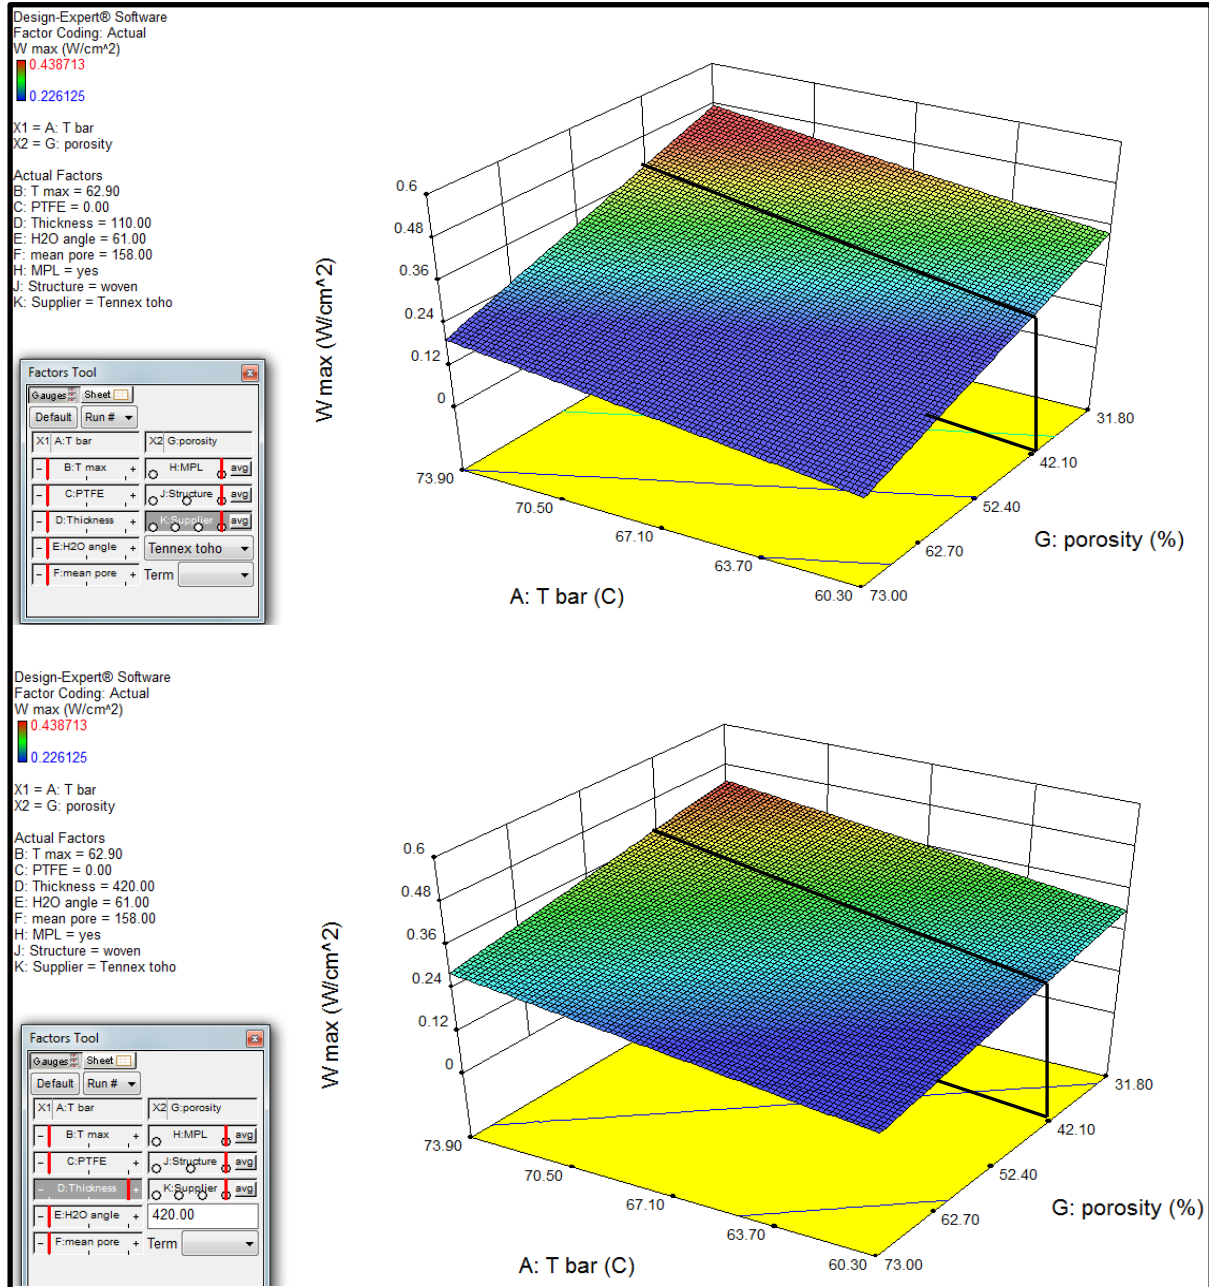 Design-Expert® Software
Factor Coding: Actual
W max (W/cm^2)
0.438713
0.226125
X1 = A: T bar
X2 = G: porosity
Actual Factors
B: T max = 62.90
C: PTFE = 0.00
D: Thickness = 110.00
E: H2O angle = 61.00
F: mean pore = 158.00
H: MPL = yes
J: Structure = woven
K: Supplier = Tennex toho
Factors Tool
Gauges Sheet
Default Run #
X1 A:T bar X2 G:porosity
- B:T max + H:MPL avg
- C:PTFE + J:Structure avg
- D:Thickness + K:Supplier avg
- E:H2O angle + Tennex toho
- F:mean pore + Term
W max (W/cm^2)
0.6
0.48
0.36
0.24
0.12
0
73.90
70.50
67.10
63.70
60.30
A: T bar (C)
73.00
62.70
52.40
42.10
31.80
G: porosity (%)
Design-Expert® Software
Factor Coding: Actual
W max (W/cm^2)
0.438713
0.226125
X1 = A: T bar
X2 = G: porosity
Actual Factors
B: T max = 62.90
C: PTFE = 0.00
D: Thickness = 420.00
E: H2O angle = 61.00
F: mean pore = 158.00
H: MPL = yes
J: Structure = woven
K: Supplier = Tennex toho
Factors Tool
Gauges Sheet
Default Run #
X1 A:T bar X2 G:porosity
- B:T max + H:MPL avg
- C:PTFE + J:Structure avg
- D:Thickness + K:Supplier avg
- E:H2O angle + 420.00
- F:mean pore + Term
W max (W/cm^2)
0.6
0.48
0.36
0.24
0.12
0
73.90
70.50
67.10
63.70
60.30
A: T bar (C)
73.00
62.70
52.40
42.10
31.80
G: porosity (%)